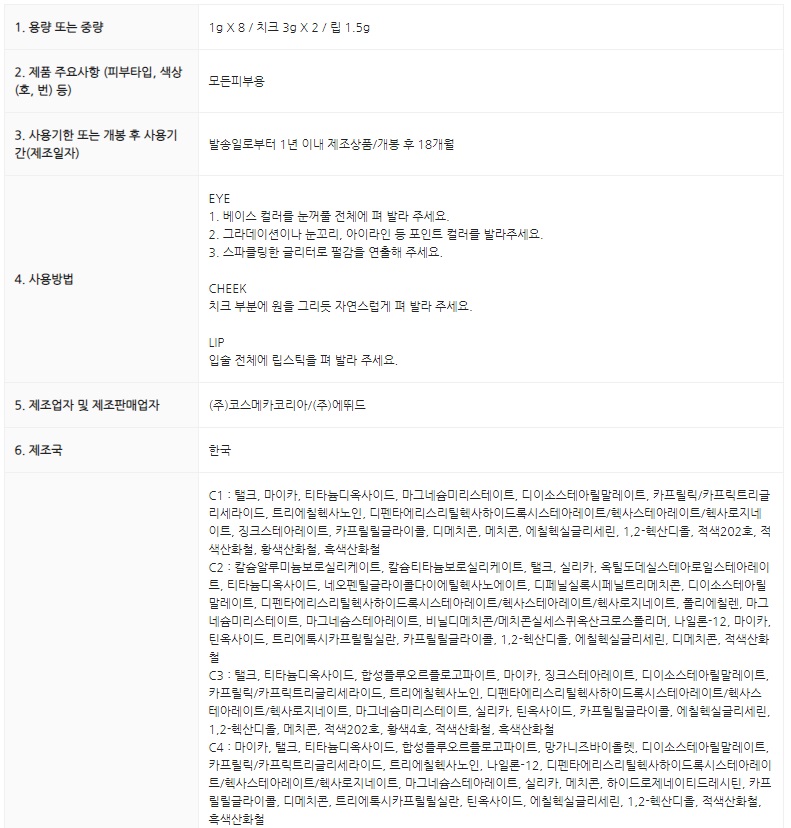 1. 용량 또는 중량
1g X 8 / 치크 3g X 2 / 립 1.5g
2. 제품 주요사항 (피부타입, 색상
(호, 번) 등)
모든피부용
3. 사용기한 또는 개봉 후 사용기
간(제조일자)
발송일로부터 1년 이내 제조상품/개봉 후 18개월
4. 사용방법
EYE
1. 베이스 컬러를 눈꺼풀 전체에 펴 발라 주세요.
2. 그라데이션이나 눈꼬리, 아이라인 등 포인트 컬러를 발라주세요.
3. 스파클링한 글리터로 펄감을 연출해 주세요.
CHEEK
치크 부분에 원을 그리듯 자연스럽게 펴 발라 주세요.
LIP
입술 전체에 립스틱을 펴 발라 주세요.
5. 제조업자 및 제조판매업자
(주)코스메카코리아/(주)에뛰드
6. 제조국
한국
C1 : 탤크, 마이카, 티타늄디옥사이드, 마그네슘미리스테이트, 디이소스테아릴말레이트, 카프릴릭/카프릭트리글
리세라이드, 트리에칠헥사노인, 디펜타에리스리틸헥사하이드록시스테아레이트/헥사스테아레이트/헥사로지네
이트, 징크스테아레이트, 카프릴릴글라이콜, 디메치콘, 메치콘, 에칠헥실글리세린, 1,2-헥산디올, 적색202호, 적
색산화철, 황색산화철, 흑색산화철
C2 : 칼슘알루미늄보로실리케이트, 칼슘티타늄보로실리케이트, 탤크, 실리카, 옥틸도데실스테아로일스테아레이
트, 티타늄디옥사이드, 네오펜틸글라이콜다이에틸헥사노에이트, 디페닐실록시페닐트리메치콘, 디이소스테아릴
말레이트, 디펜타에리스리틸헥사하이드록시스테아레이트/헥사스테아레이트/헥사로지네이트, 폴리에칠렌, 마그
네슘미리스테이트, 마그네슘스테아레이트, 비닐디메치콘/메치콘실세스퀴옥산크로스폴리머, 나일론-12, 마이카,
틴옥사이드, 트리에톡시카프릴릴실란, 카프릴릴글라이콜, 1,2-헥산디올, 에칠헥실글리세린, 디메치콘, 적색산화
철
C3 : 탤크, 티타늄디옥사이드, 합성플루오르플로고파이트, 마이카, 징크스테아레이트, 디이소스테아릴말레이트,
카프릴릭/카프릭트리글리세라이드, 트리에칠헥사노인, 디펜타에리스리틸헥사하이드록시스테아레이트/헥사스
테아레이트/헥사로지네이트, 마그네슘미리스테이트, 실리카, 틴옥사이드, 카프릴릴글라이콜, 에칠헥실글리세린,
1,2-헥산디올, 메치콘, 적색202호, 황색4호, 적색산화철, 흑색산화철
C4 : 마이카, 탤크, 티타늄디옥사이드, 합성플루오르플로고파이트, 망가니즈바이올렛, 디이소스테아릴말레이트,
카프릴릭/카프릭트리글리세라이드, 트리에칠헥사노인, 나일론-12, 디펜타에리스리틸헥사하이드록시스테아레이
트/헥사스테아레이트/헥사로지네이트, 마그네슘스테아레이트, 실리카, 메치콘, 하이드로제네이티드레시틴, 카프
릴릴글라이콜, 디메치콘, 트리에톡시카프릴릴실란, 틴옥사이드, 에칠헥실글리세린, 1,2-헥산디올, 적색산화철,
흑색산화철